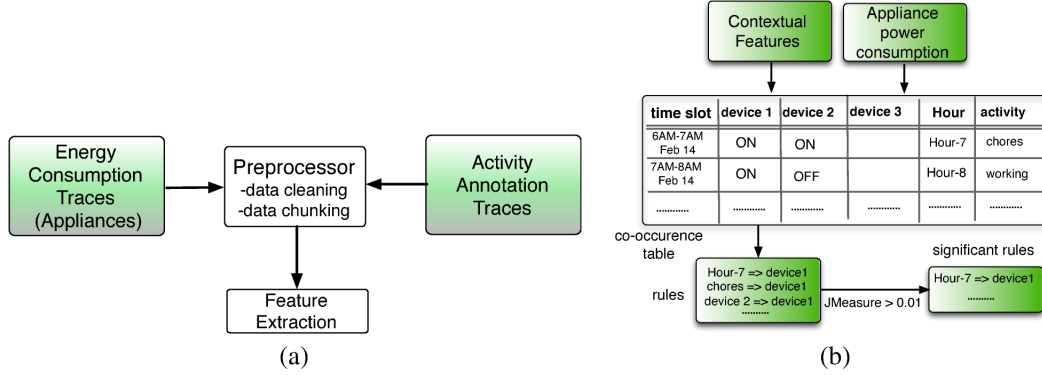 Energy
Consumption
Traces
(Appliances)
Preprocessor
-data cleaning
-data chunking
Activity
Annotation
Traces
Feature
Extraction
(a)
Contextual
Features
Appliance
power
consumption
time slot device 1 device 2 device 3 Hour activity
6AM-7AM
Feb 14 ON ON Hour-7 chores
7AM-8AM
Feb 14 ON OFF Hour-8 working
............ ............ ............ ............ ............ ............
co-occurence
table
rules
Hour-7 => device1
chores => device1
device 2 => device1
..........
JMeasure > 0.01
significant rules
Hour-7 => device1
..........
(b)